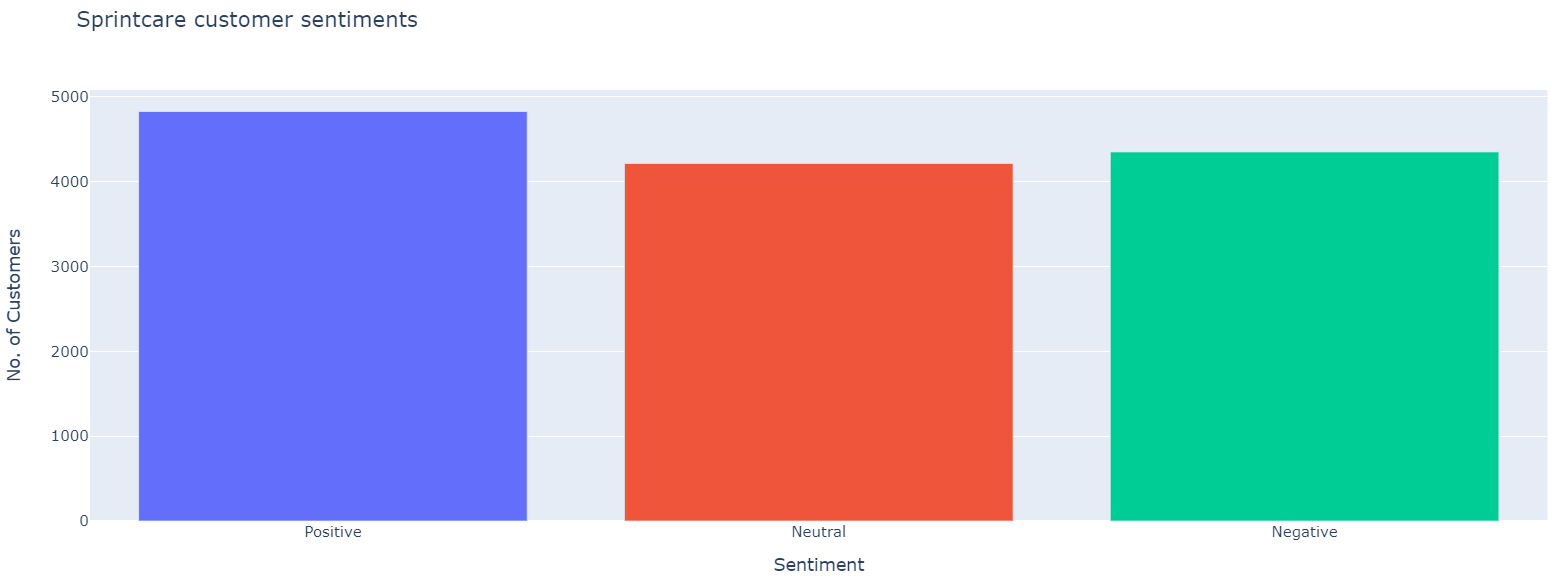 Sprintcare customer sentiments
5000
4000
3000
2000
1000
0
No. of Customers
Positive
Neutral
Negative
Sentiment